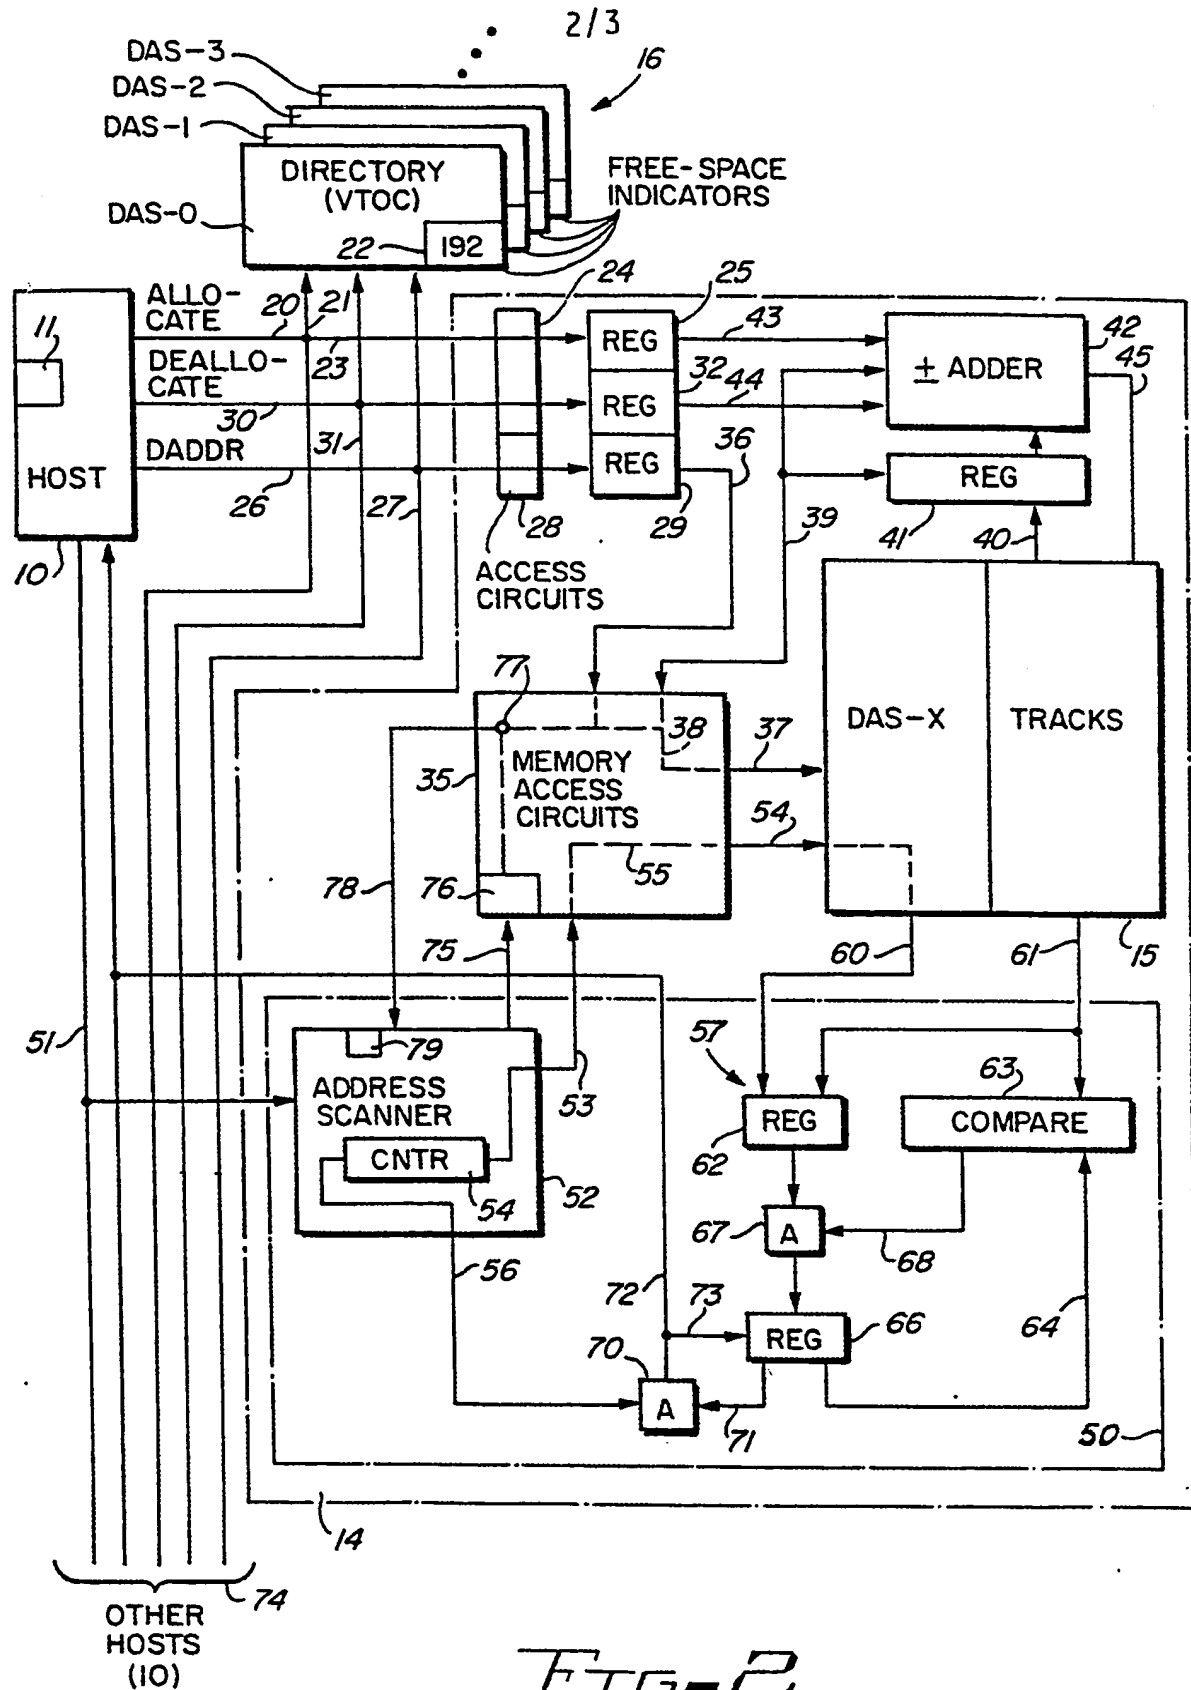 2/3
DAS-3
16
DAS-2
DAS-1
DIRECTORY
(VTOC)
FREE-SPACE
INDICATORS
DAS-0
22
192
24
25
ALLO-
CATE
20
21
23
43
42
45
11
REG
± ADDER
DEALLO-
CATE
32
44
30
31
REG
36
DADDR
HOST
26
27
REG
REG
28
29
39
41
40
10
ACCESS
CIRCUITS
77
DAS-X
TRACKS
38
37
35
MEMORY
ACCESS
CIRCUITS
54
55
78
76
75
60
61
15
51
79
57
53
63
ADDRESS
SCANNER
REG
COMPARE
62
CNTR
54
52
67
A
68
56
72
73
REG
66
64
70
A
71
50
14
74
OTHER
HOSTS
(10)
FIG-2